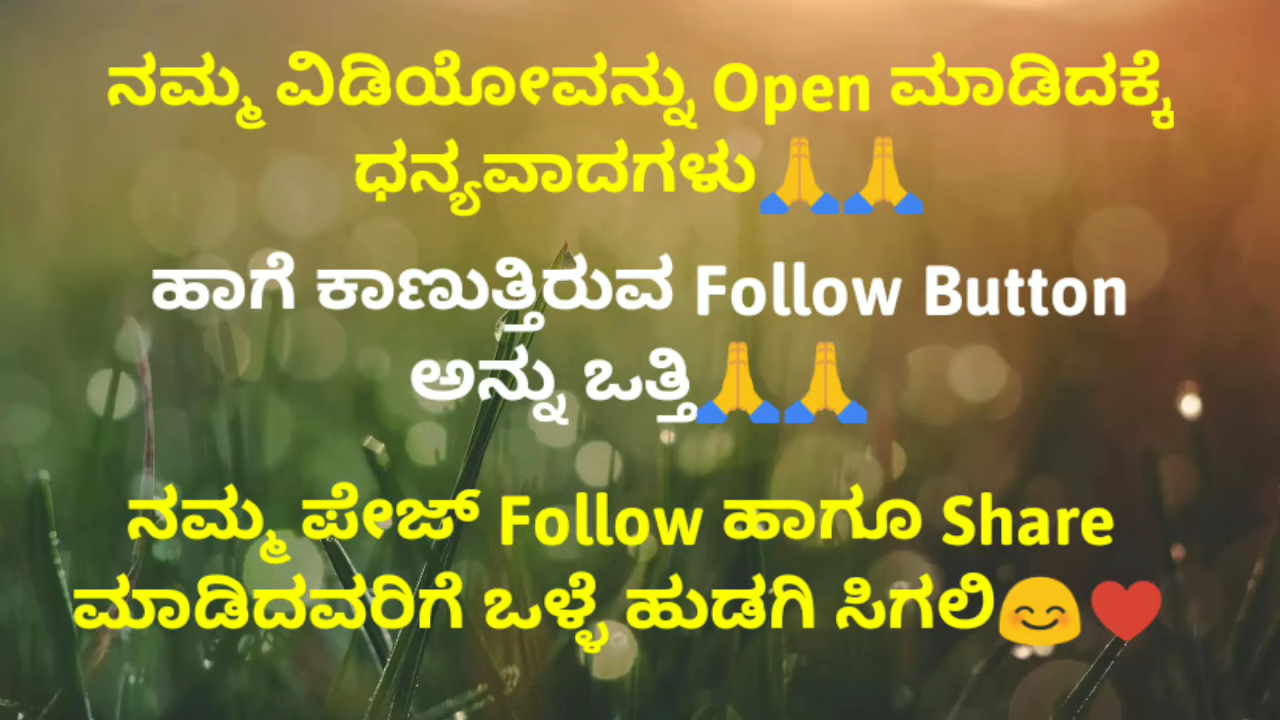 ನಮ್ಮ ವಿಡಿಯೋವನ್ನು Open ಮಾಡಿದಕ್ಕೆ
ಧನ್ಯವಾದಗಳು🙏🙏
ಹಾಗೆ ಕಾಣುತ್ತಿರುವ Follow Button
ಅನ್ನು ಒತ್ತಿ🙏🙏
ನಮ್ಮ ಪೇಜ್ Follow ಹಾಗೂ Share
ಮಾಡಿದವರಿಗೆ ಒಳ್ಳೆ ಹುಡಗಿ ಸಿಗಲಿ😊❤️